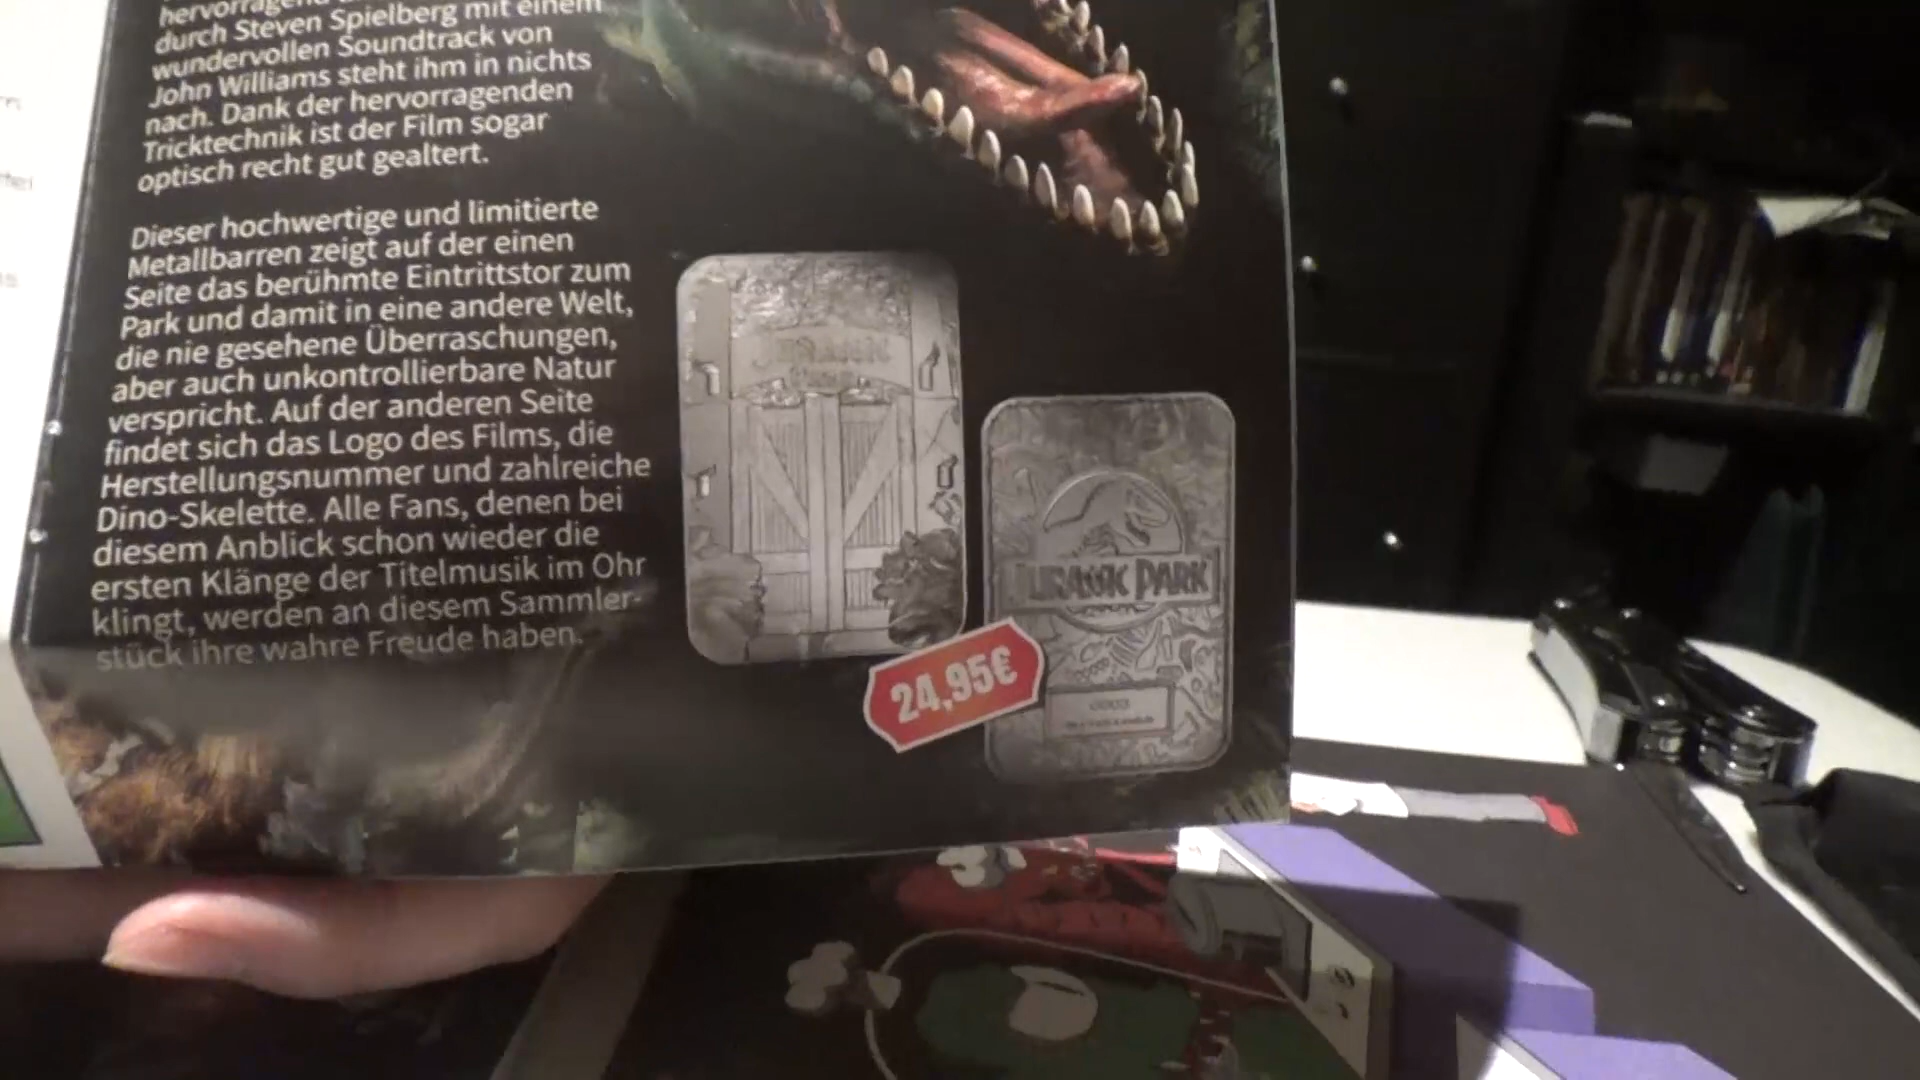 hervorragend
durch Steven Spielberg mit einem
wundervollen Soundtrack von
John Williams steht ihm in nichts
nach. Dank der hervorragenden
Tricktechnik ist der Film sogar
optisch recht gut gealtert.
Dieser hochwertige und limitierte
Metallbarren zeigt auf der einen
Seite das berühmte Eintrittstor zum
Park und damit in eine andere Welt,
die nie gesehene Überraschungen,
aber auch unkontrollierbare Natur
verspricht. Auf der anderen Seite
findet sich das Logo des Films, die
Herstellungsnummer und zahlreiche
Dino-Skelette. Alle Fans, denen bei
diesem Anblick schon wieder die
ersten Klänge der Titelmusik im Ohr
klingt, werden an diesem Sammler-
stück ihre wahre Freude haben.
JURASSIC
PARK
JURASSIC PARK
24,95€